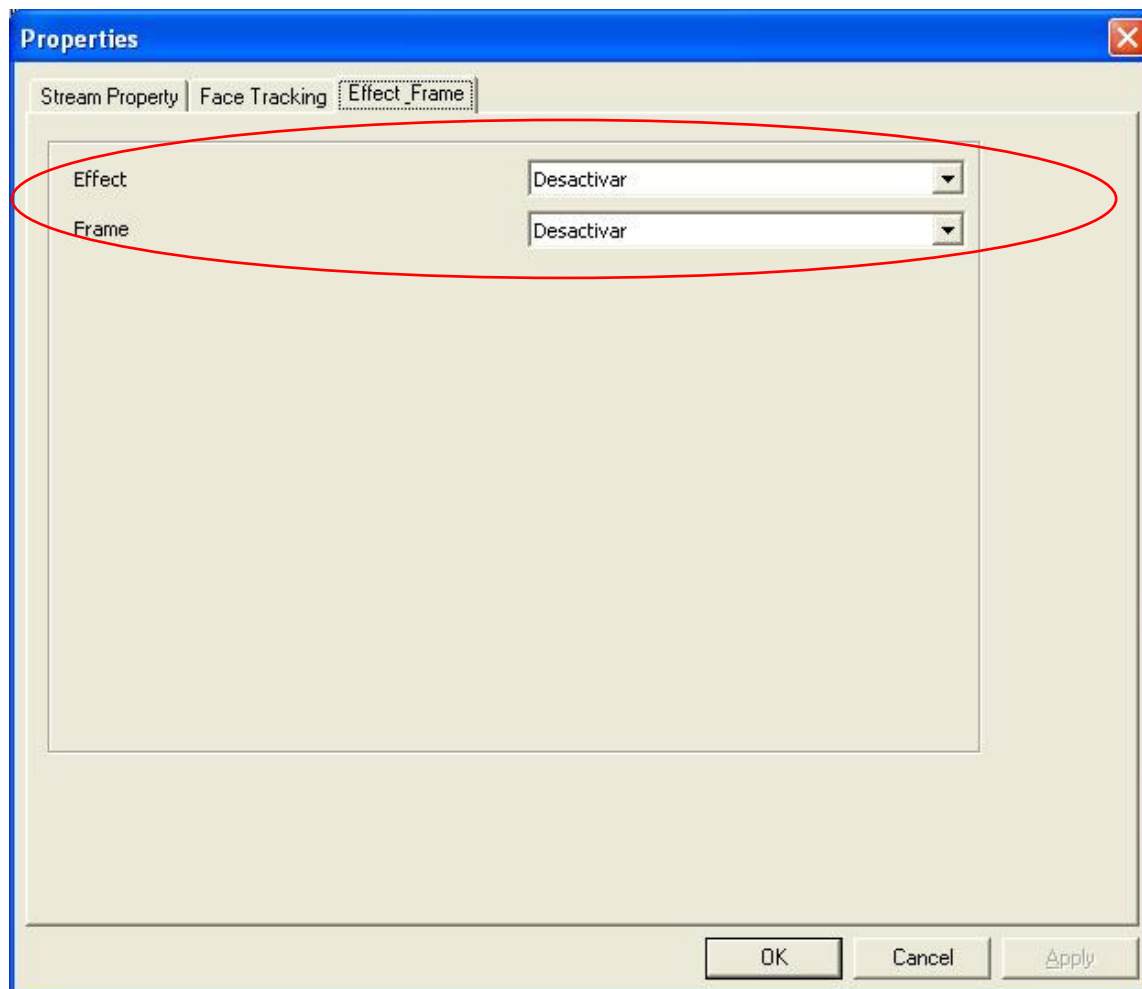 Properties
Stream Property Face Tracking Effect_Frame
Effect Desactivar
Frame Desactivar
OK Cancel Apply